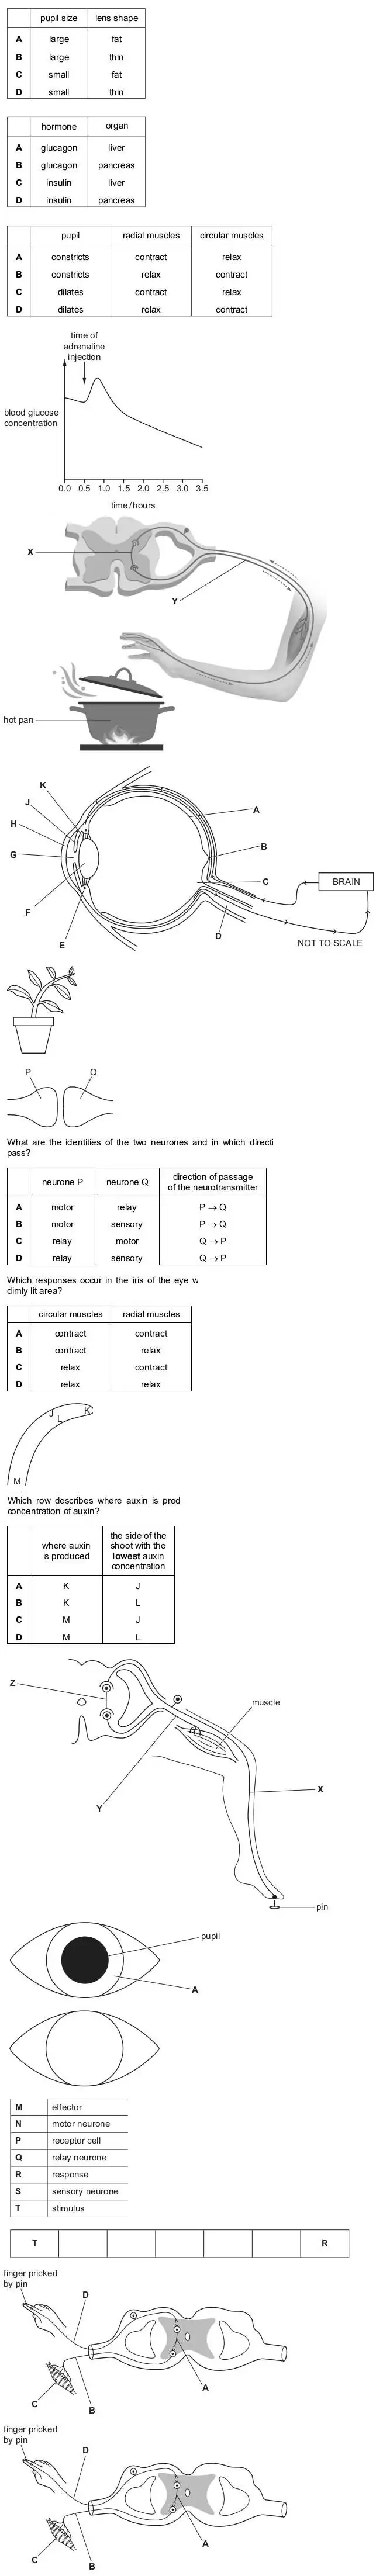 pupil size lens shape
A large fat
B large thin
C small fat
D small thin
hormone organ
A glucagon liver
B glucagon pancreas
C insulin liver
D insulin pancreas
pupil radial muscles circular muscles
A constricts contract relax
B constricts relax contract
C dilates contract relax
D dilates relax contract
time of
adrenaline
injection
blood glucose
concentration
0.0 0.5 1.0 1.5 2.0 2.5 3.0 3.5
time / hours
X
Y
hot pan
K
J
H
G
F
E
A
B
C
D
BRAIN
NOT TO SCALE
P Q
What are the identities of the two neurones and in which directi
pass?
neurone P neurone Q direction of passage
of the neurotransmitter
A motor relay P → Q
B motor sensory P → Q
C relay motor Q → P
D relay sensory Q → P
Which responses occur in the iris of the eye w
dimly lit area?
circular muscles radial muscles
A contract contract
B contract relax
C relax contract
D relax relax
J K
L
M
Which row describes where auxin is prod
concentration of auxin?
where auxin
is produced
the side of the
shoot with the
lowest auxin
concentration
A K J
B K L
C M J
D M L
Z
muscle
Y
X
pin
pupil
A
M effector
N motor neurone
P receptor cell
Q relay neurone
R response
S sensory neurone
T stimulus
T R
finger pricked
by pin
D
A
C
B
finger pricked
by pin
D
A
C
B